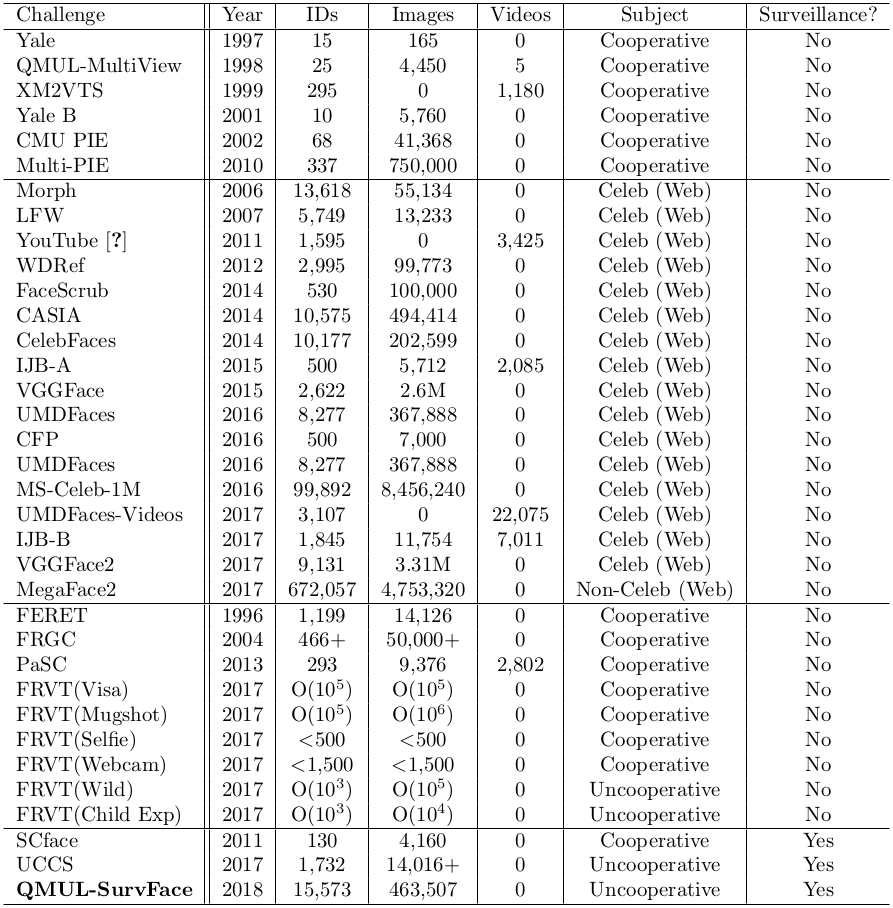 Challenge Year IDs Images Videos Subject Surveillance?
Yale 1997 15 165 0 Cooperative No
QMUL-MultiView 1998 25 4,450 5 Cooperative No
XM2VTS 1999 295 0 1,180 Cooperative No
Yale B 2001 10 5,760 0 Cooperative No
CMU PIE 2002 68 41,368 0 Cooperative No
Multi-PIE 2010 337 750,000 0 Cooperative No
Morph 2006 13,618 55,134 0 Celeb (Web) No
LFW 2007 5,749 13,233 0 Celeb (Web) No
YouTube [?] 2011 1,595 0 3,425 Celeb (Web) No
WDRef 2012 2,995 99,773 0 Celeb (Web) No
FaceScrub 2014 530 100,000 0 Celeb (Web) No
CASIA 2014 10,575 494,414 0 Celeb (Web) No
CelebFaces 2014 10,177 202,599 0 Celeb (Web) No
IJB-A 2015 500 5,712 2,085 Celeb (Web) No
VGGFace 2015 2,622 2.6M 0 Celeb (Web) No
UMDFaces 2016 8,277 367,888 0 Celeb (Web) No
CFP 2016 500 7,000 0 Celeb (Web) No
UMDFaces 2016 8,277 367,888 0 Celeb (Web) No
MS-Celeb-1M 2016 99,892 8,456,240 0 Celeb (Web) No
UMDFaces-Videos 2017 3,107 0 22,075 Celeb (Web) No
IJB-B 2017 1,845 11,754 7,011 Celeb (Web) No
VGGFace2 2017 9,131 3.31M 0 Celeb (Web) No
MegaFace2 2017 672,057 4,753,320 0 Non-Celeb (Web) No
FERET 1996 1,199 14,126 0 Cooperative No
FRGC 2004 466+ 50,000+ 0 Cooperative No
PaSC 2013 293 9,376 2,802 Cooperative No
FRVT(Visa) 2017 O(10⁵) O(10⁵) 0 Cooperative No
FRVT(Mugshot) 2017 O(10⁵) O(10⁶) 0 Cooperative No
FRVT(Selfie) 2017 <500 <500 0 Cooperative No
FRVT(Webcam) 2017 <1,500 <1,500 0 Cooperative No
FRVT(Wild) 2017 O(10³) O(10⁵) 0 Uncooperative No
FRVT(Child Exp) 2017 O(10³) O(10⁴) 0 Uncooperative No
SCface 2011 130 4,160 0 Cooperative Yes
UCCS 2017 1,732 14,016+ 0 Uncooperative Yes
QMUL-SurvFace 2018 15,573 463,507 0 Uncooperative Yes